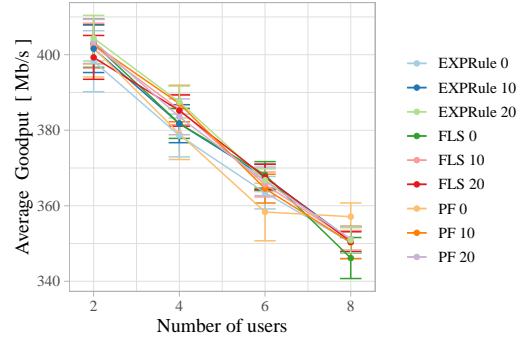 Average Goodput [ Mb/s ]
400
380
360
340
2
4
6
8
Number of users
EXPRule 0
EXPRule 10
EXPRule 20
FLS 0
FLS 10
FLS 20
PF 0
PF 10
PF 20